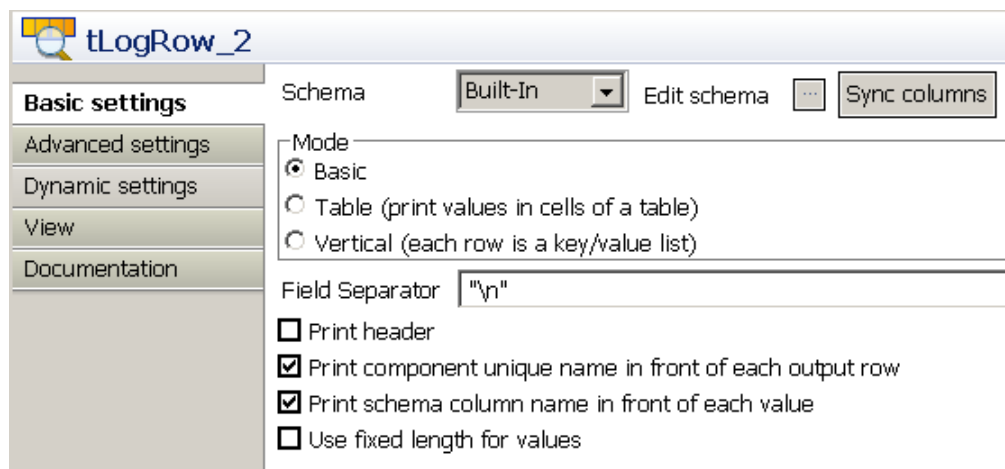 tLogRow_2
Basic settings
Advanced settings
Dynamic settings
View
Documentation
Schema Built-In Edit schema ... Sync columns
Mode
Basic
Table (print values in cells of a table)
Vertical (each row is a key/value list)
Field Separator "\n"
Print header
Print component unique name in front of each output row
Print schema column name in front of each value
Use fixed length for values